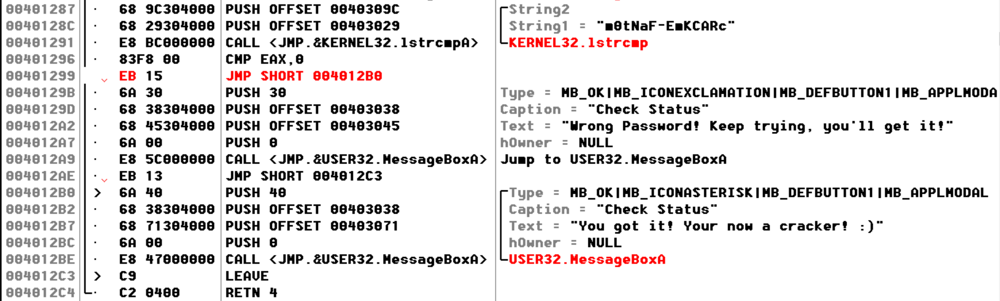 00401287 · 68 9C304000 PUSH OFFSET 0040309C String2
0040128C · 68 29304000 PUSH OFFSET 00403029 String1 = "m0tNaF-EmKCARc"
00401291 · E8 BC000000 CALL <JMP.&KERNEL32.lstrcmpA> KERNEL32.lstrcmp
00401296 · 83F8 00 CMP EAX,0
00401299 EB 15 JMP SHORT 004012B0
0040129B · 6A 30 PUSH 30 Type = MB_OK|MB_ICONEXCLAMATION|MB_DEFBUTTON1|MB_APPLMODA
0040129D · 68 38304000 PUSH OFFSET 00403038 Caption = "Check Status"
004012A2 · 68 45304000 PUSH OFFSET 00403045 Text = "Wrong Password! Keep trying, you'll get it!"
004012A7 · 6A 00 PUSH 0 hOwner = NULL
004012A9 · E8 5C000000 CALL <JMP.&USER32.MessageBoxA> Jump to USER32.MessageBoxA
004012AE · EB 13 JMP SHORT 004012C3
004012B0 > 6A 40 PUSH 40 Type = MB_OK|MB_ICONASTERISK|MB_DEFBUTTON1|MB_APPLMODAL
004012B2 · 68 38304000 PUSH OFFSET 00403038 Caption = "Check Status"
004012B7 · 68 71304000 PUSH OFFSET 00403071 Text = "You got it! Your now a cracker! :)"
004012BC · 6A 00 PUSH 0 hOwner = NULL
004012BE · E8 47000000 CALL <JMP.&USER32.MessageBoxA> USER32.MessageBoxA
004012C3 > C9 LEAVE
004012C4 · C2 0400 RETN 4